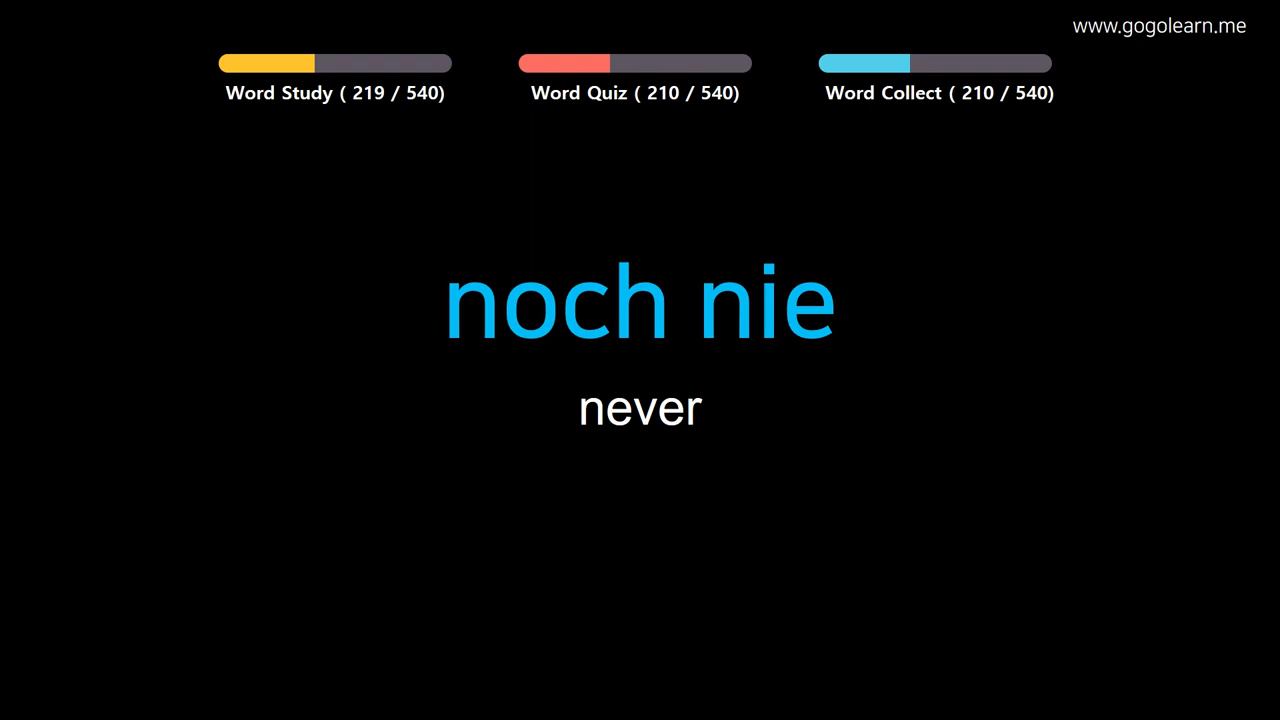 www.gogolearn.me
Word Study ( 219 / 540)
Word Quiz ( 210 / 540)
Word Collect ( 210 / 540)
noch nie
never